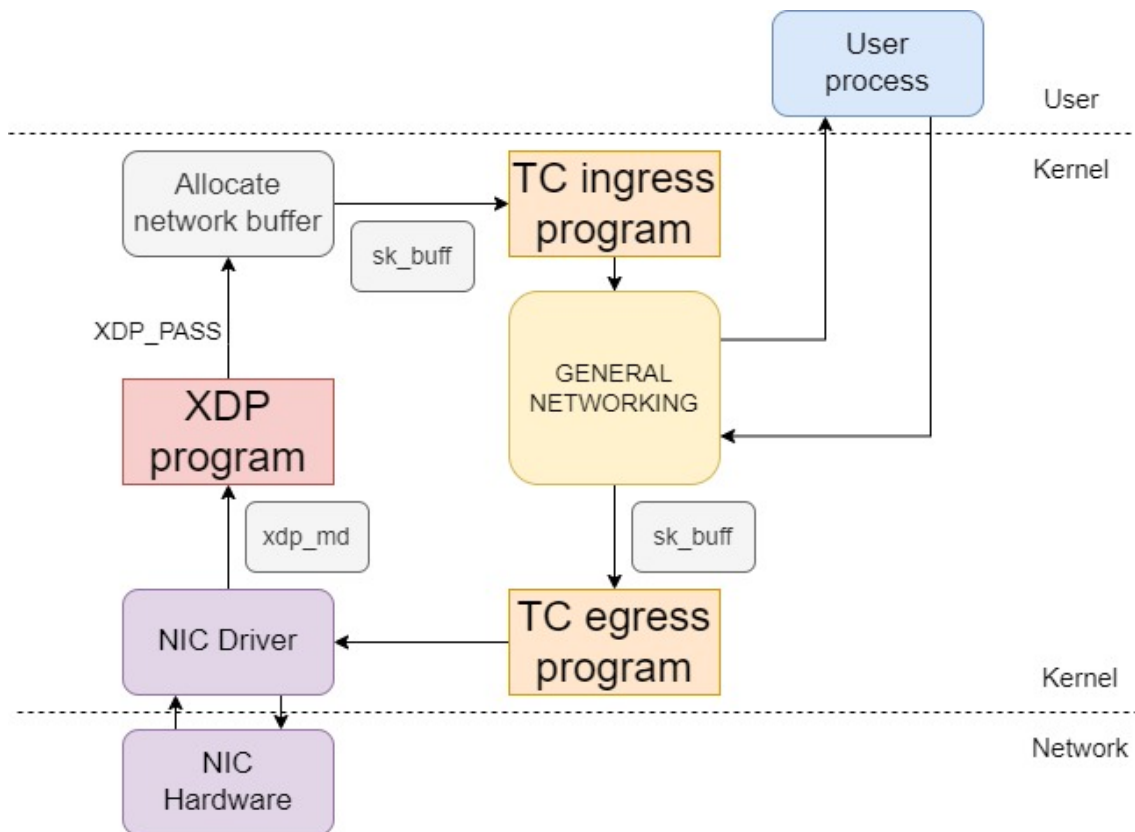 User
process
User
Kernel
Allocate
network buffer
TC ingress
program
sk_buff
XDP_PASS
GENERAL
NETWORKING
XDP
program
xdp_md
sk_buff
NIC Driver
TC egress
program
Kernel
Network
NIC
Hardware